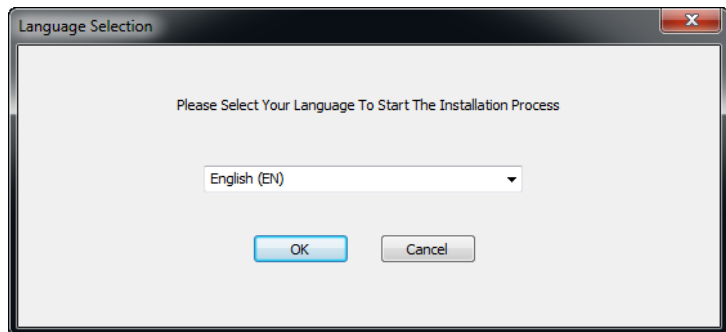 Language Selection
Please Select Your Language To Start The Installation Process
English (EN)
OK
Cancel